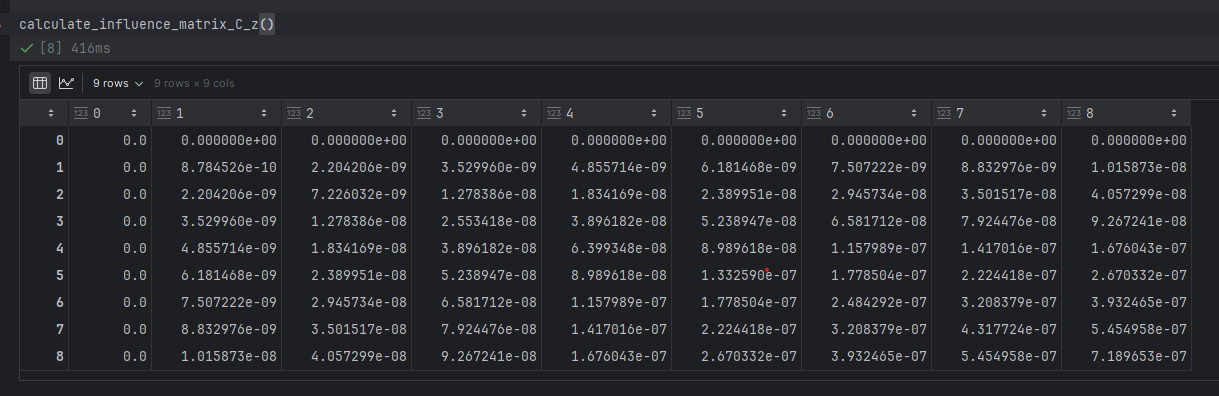 calculate_influence_matrix_C_z()
[8] 416ms
9 rows 9 rows × 9 cols
123 0 123 1 123 2 123 3 123 4 123 5 123 6 123 7 123 8
0 0.0 0.000000e+00 0.000000e+00 0.000000e+00 0.000000e+00 0.000000e+00 0.000000e+00 0.000000e+00 0.000000e+00
1 0.0 8.784526e-10 2.204206e-09 3.529960e-09 4.855714e-09 6.181468e-09 7.507222e-09 8.832976e-09 1.015873e-08
2 0.0 2.204206e-09 7.226032e-09 1.278386e-08 1.834169e-08 2.389951e-08 2.945734e-08 3.501517e-08 4.057299e-08
3 0.0 3.529960e-09 1.278386e-08 2.553418e-08 3.896182e-08 5.238947e-08 6.581712e-08 7.924476e-08 9.267241e-08
4 0.0 4.855714e-09 1.834169e-08 3.896182e-08 6.399348e-08 8.989618e-08 1.157989e-07 1.417016e-07 1.676043e-07
5 0.0 6.181468e-09 2.389951e-08 5.238947e-08 8.989618e-08 1.332590e-07 1.778504e-07 2.224418e-07 2.670332e-07
6 0.0 7.507222e-09 2.945734e-08 6.581712e-08 1.157989e-07 1.778504e-07 2.484292e-07 3.208379e-07 3.932465e-07
7 0.0 8.832976e-09 3.501517e-08 7.924476e-08 1.417016e-07 2.224418e-07 3.208379e-07 4.317724e-07 5.454958e-07
8 0.0 1.015873e-08 4.057299e-08 9.267241e-08 1.676043e-07 2.670332e-07 3.932465e-07 5.454958e-07 7.189653e-07